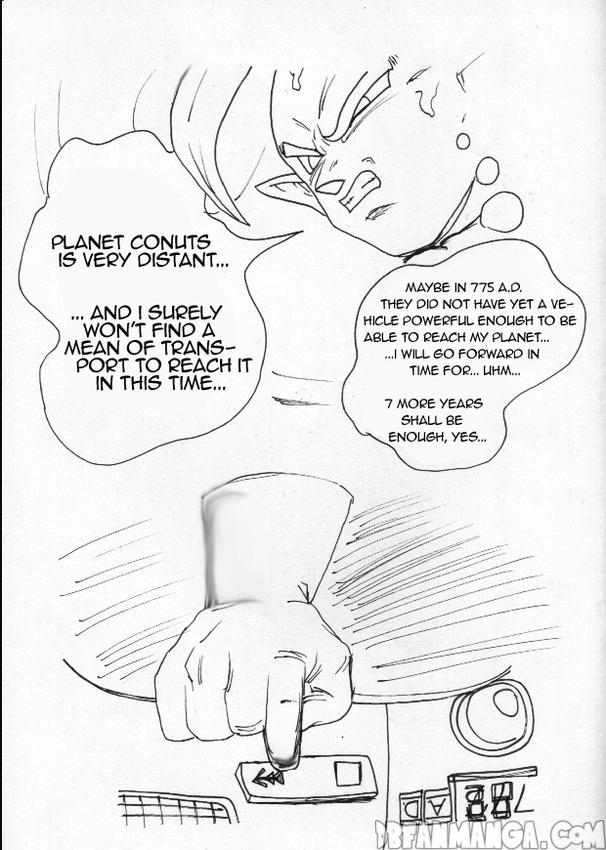 PLANET CONUTS
IS VERY DISTANT...
... AND I SURELY
WON'T FIND A
MEAN OF TRANS-
PORT TO REACH IT
IN THIS TIME...
MAYBE IN 775 A.D.
THEY DID NOT HAVE YET A VE-
HICLE POWERFUL ENOUGH TO BE
ABLE TO REACH MY PLANET...
...I WILL GO FORWARD IN
TIME FOR... UHM...
7 MORE YEARS
SHALL BE
ENOUGH, YES...
AD
DBFANMANGA.COM